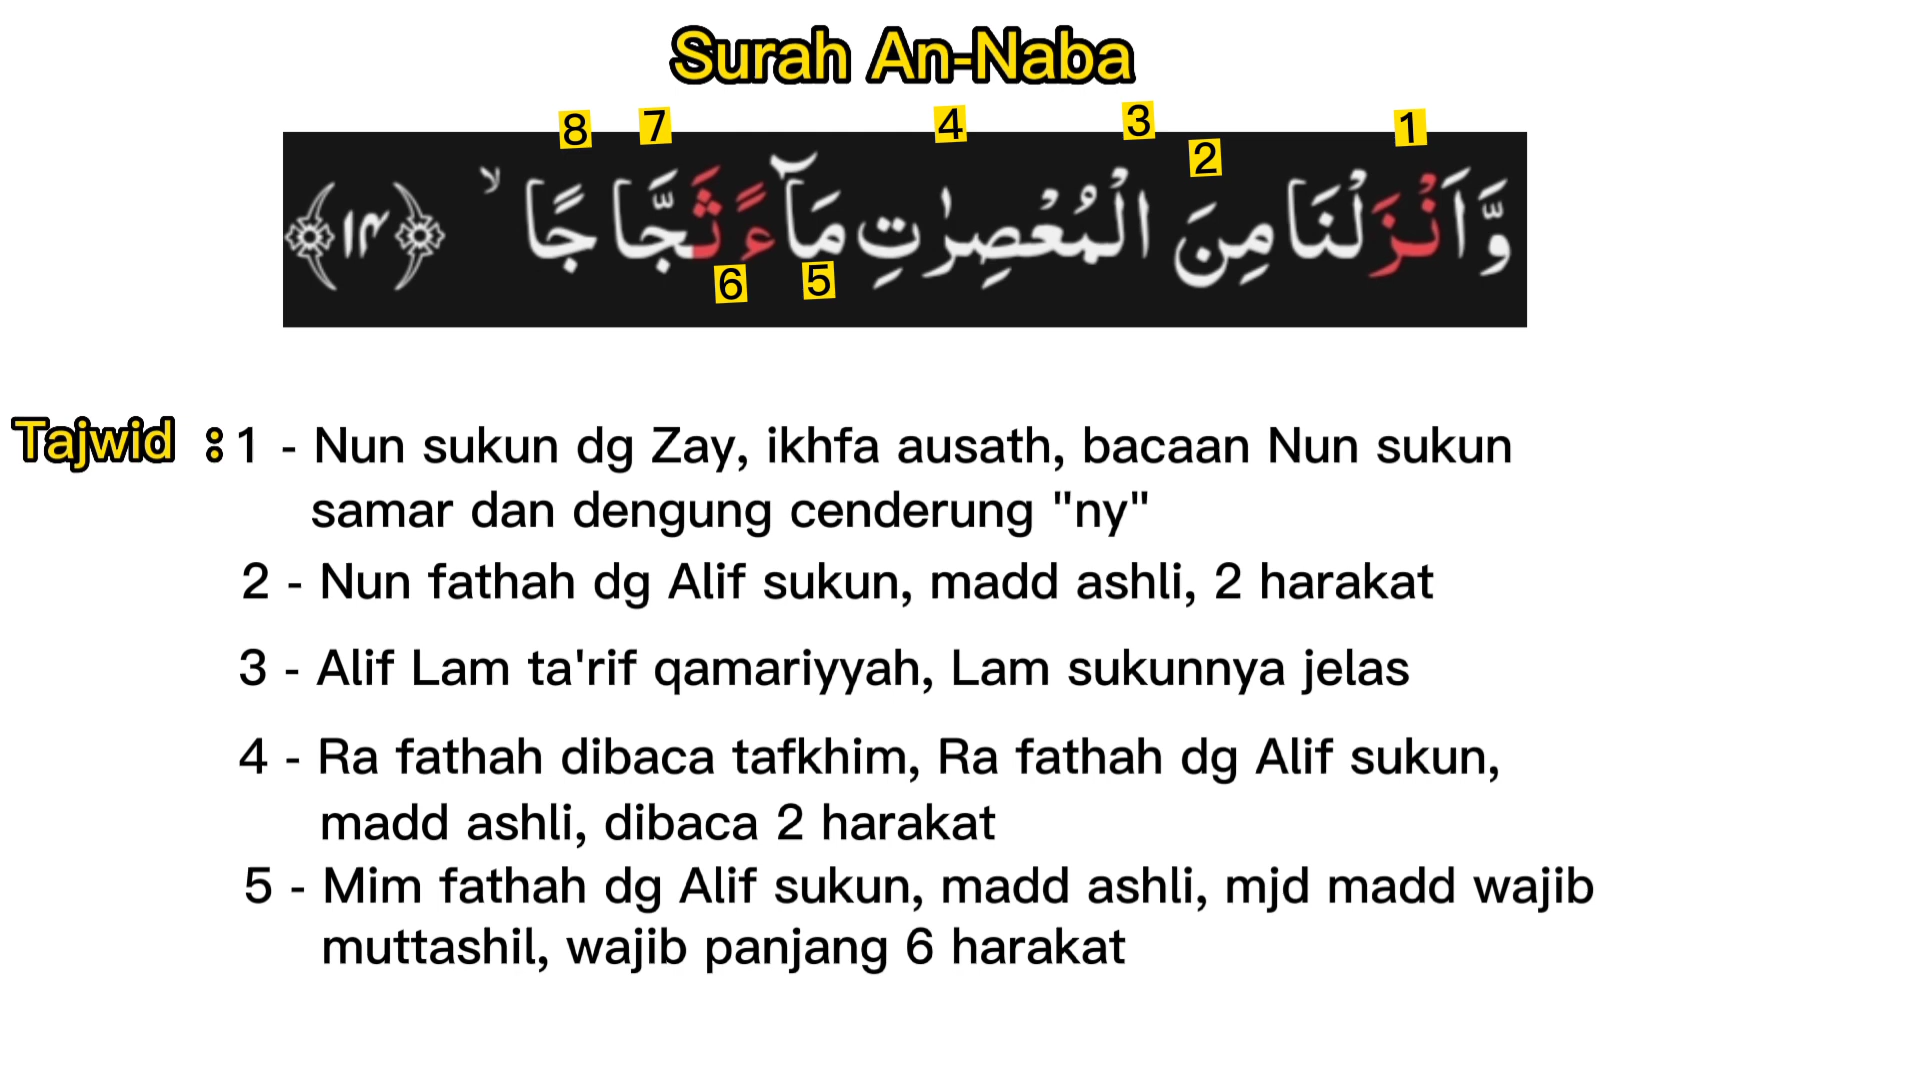 Surah An-Naba
8 7 4 3 2 1
وَّاَنْزَلْنَا مِنَ الْمُعْصِرٰتِ مَاۤءً ثَجَّاجًاۙ ﴿١٤﴾
6 5
Tajwid : 1 - Nun sukun dg Zay, ikhfa ausath, bacaan Nun sukun
samar dan dengung cenderung "ny"
2 - Nun fathah dg Alif sukun, madd ashli, 2 harakat
3 - Alif Lam ta'rif qamariyyah, Lam sukunnya jelas
4 - Ra fathah dibaca tafkhim, Ra fathah dg Alif sukun,
madd ashli, dibaca 2 harakat
5 - Mim fathah dg Alif sukun, madd ashli, mjd madd wajib
muttashil, wajib panjang 6 harakat